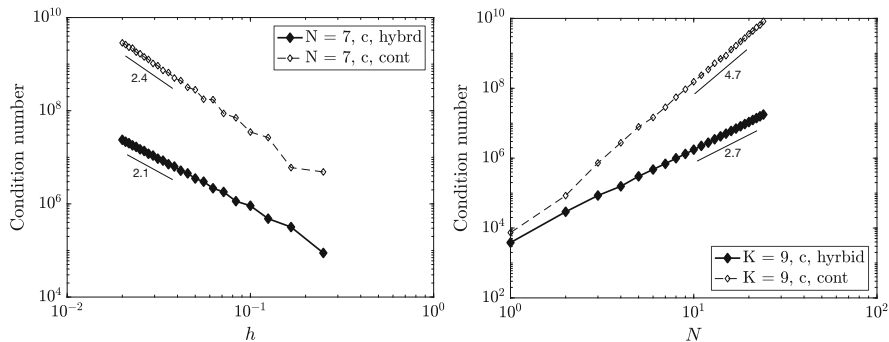 10^10
10^8
10^6
10^4
Condition number
N = 7, c, hybrd
N = 7, c, cont
2.4
2.1
10^-2
10^-1
10^0
h
10^10
10^8
10^6
10^4
10^2
Condition number
4.7
2.7
K = 9, c, hyrbid
K = 9, c, cont
10^0
10^1
10^2
N